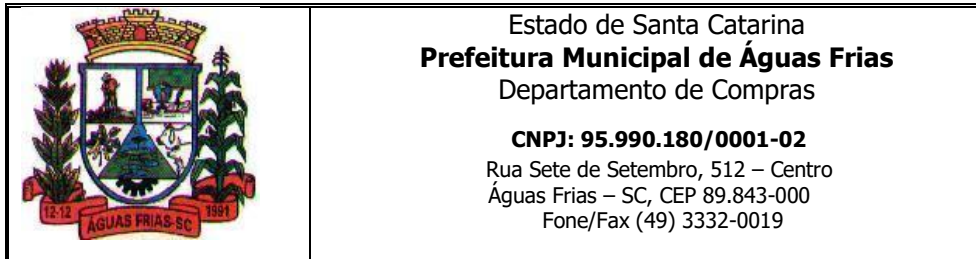 12-12
ÁGUAS FRIAS-SC
1991
Estado de Santa Catarina
Prefeitura Municipal de Águas Frias
Departamento de Compras
CNPJ: 95.990.180/0001-02
Rua Sete de Setembro, 512 – Centro
Águas Frias – SC, CEP 89.843-000
Fone/Fax (49) 3332-0019